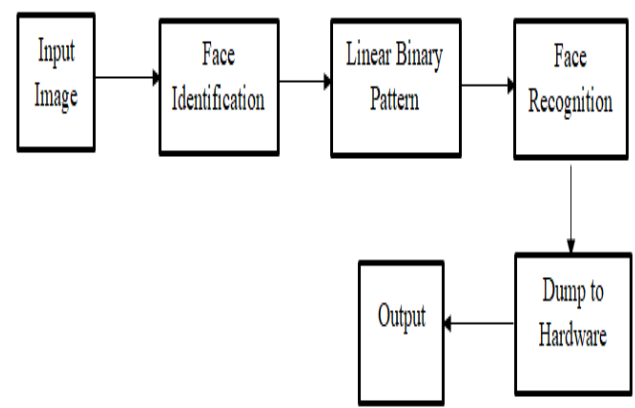 Input
Image
Face
Identification
Linear Binary
Pattern
Face
Recognition
Dump to
Hardware
Output